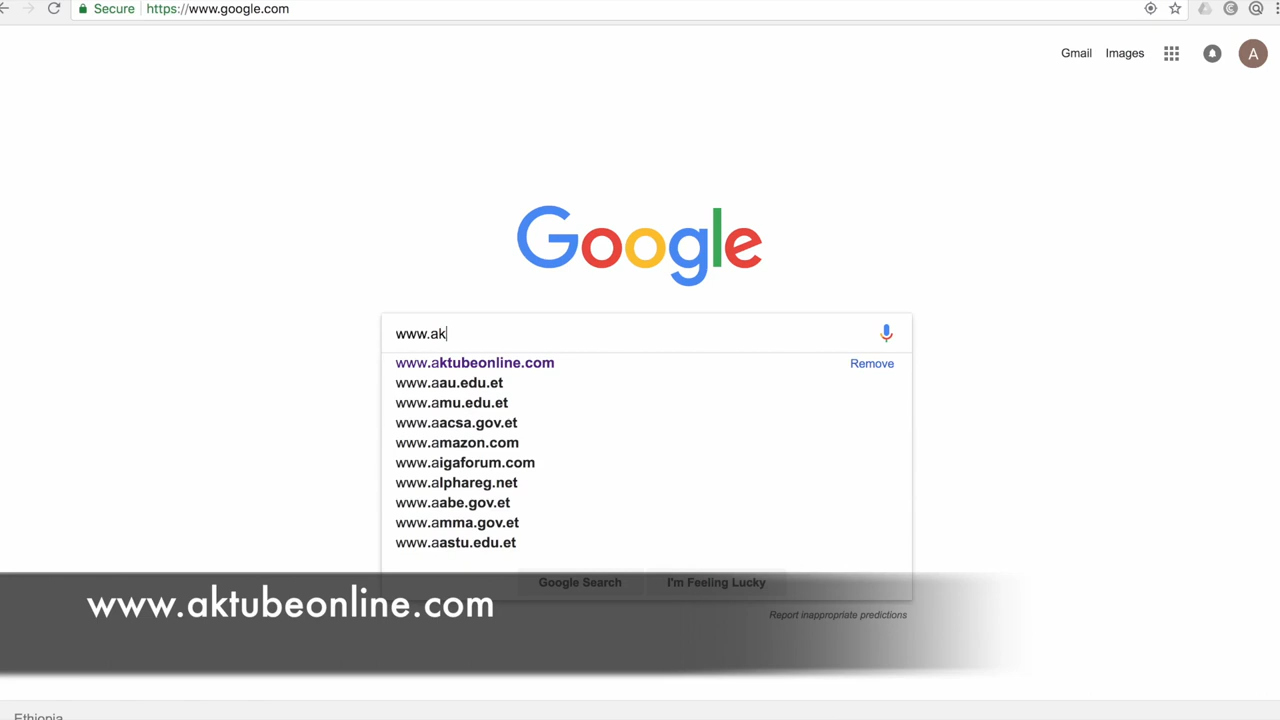 Secure https://www.google.com
Gmail Images A
Google
www.ak
www.aktubeonline.com Remove
www.aau.edu.et
www.amu.edu.et
www.aacsa.gov.et
www.amazon.com
www.aigaforum.com
www.alphareg.net
www.aabe.gov.et
www.amma.gov.et
www.aastu.edu.et
Google Search I'm Feeling Lucky
www.aktubeonline.com
Report inappropriate predictions
Ethiopia